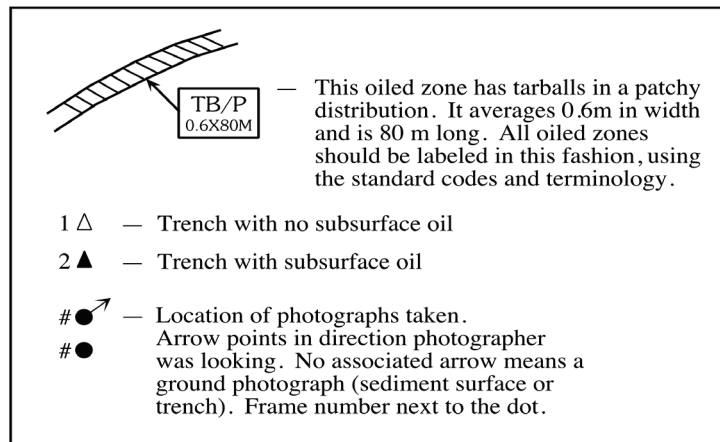 TB/P
0.6X80M
— This oiled zone has tarballs in a patchy
distribution. It averages 0.6m in width
and is 80 m long. All oiled zones
should be labeled in this fashion, using
the standard codes and terminology.
1 △ — Trench with no subsurface oil
2 ▲ — Trench with subsurface oil
#● — Location of photographs taken.
Arrow points in direction photographer
#● was looking. No associated arrow means a
ground photograph (sediment surface or
trench). Frame number next to the dot.